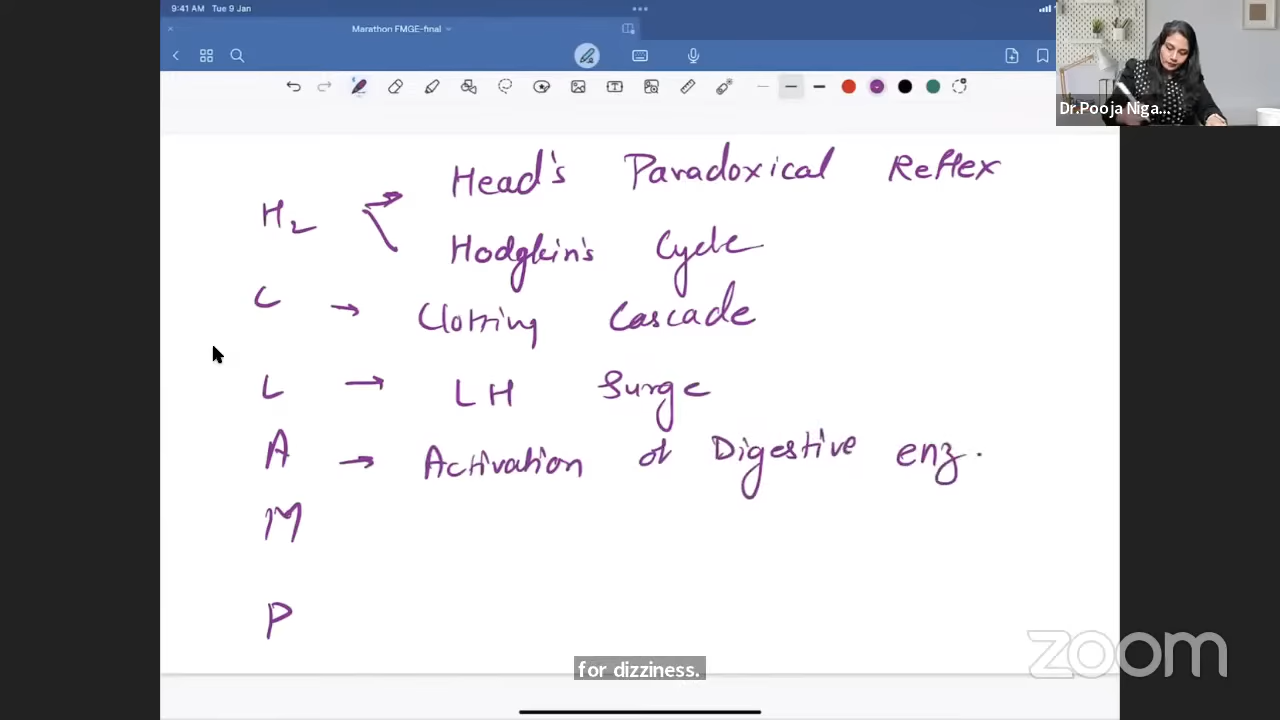 9:41 AM Tue 9 Jan
Marathon FMGE-final
Dr.Pooja Niga...
H2 Head's Paradoxical Reflex
Hodgkin's Cycle
C → Clotting Cascade
L → LH Surge
A → Activation of Digestive enz.
M
P
zoom
for dizziness.